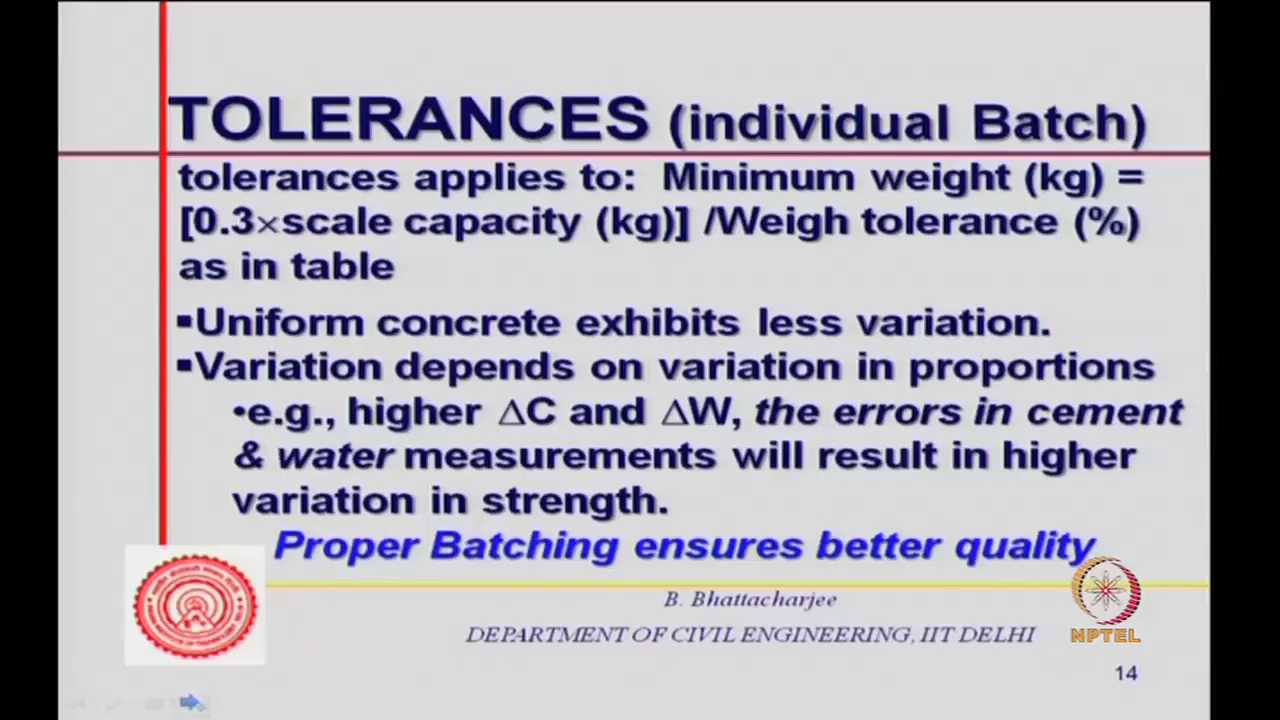 TOLERANCES (individual Batch)
tolerances applies to: Minimum weight (kg) =
[0.3×scale capacity (kg)] /Weigh tolerance (%)
as in table
▪Uniform concrete exhibits less variation.
▪Variation depends on variation in proportions
•e.g., higher ΔC and ΔW, the errors in cement
& water measurements will result in higher
variation in strength.
Proper Batching ensures better quality
B. Bhattacharjee
DEPARTMENT OF CIVIL ENGINEERING, IIT DELHI
NPTEL
14